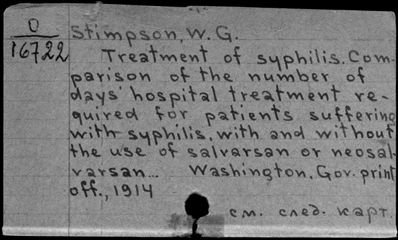 O
16722
Stimpson, W. G.
Treatment of syphilis. Com-
parison of the number of
days' hospital treatment re-
quired for patients suffering
with syphilis, with and without
the use of salvarsan or neosal-
varsan... Washington, Gov. print
off., 1914
см. след. карт.